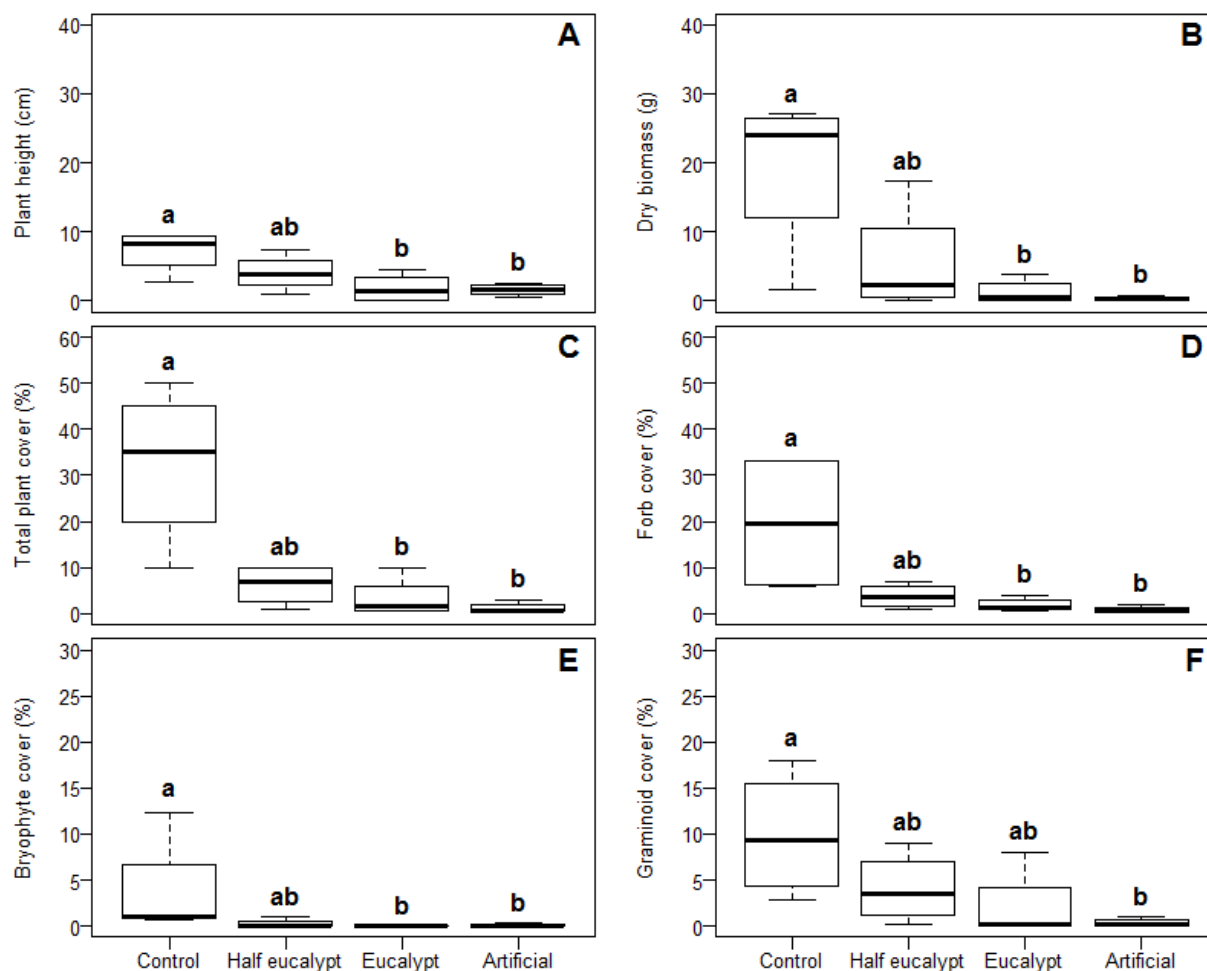 A
Plant height (cm)
40
30
20
10
0
a
ab
b
b
B
Dry biomass (g)
40
30
20
10
0
a
ab
b
b
C
Total plant cover (%)
60
50
40
30
20
10
0
a
ab
b
b
D
Forb cover (%)
60
50
40
30
20
10
0
a
ab
b
b
E
Bryophyte cover (%)
30
25
20
15
10
5
0
a
ab
b
b
Control Half eucalypt Eucalypt Artificial
F
Graminoid cover (%)
30
25
20
15
10
5
0
a
ab
ab
b
Control Half eucalypt Eucalypt Artificial